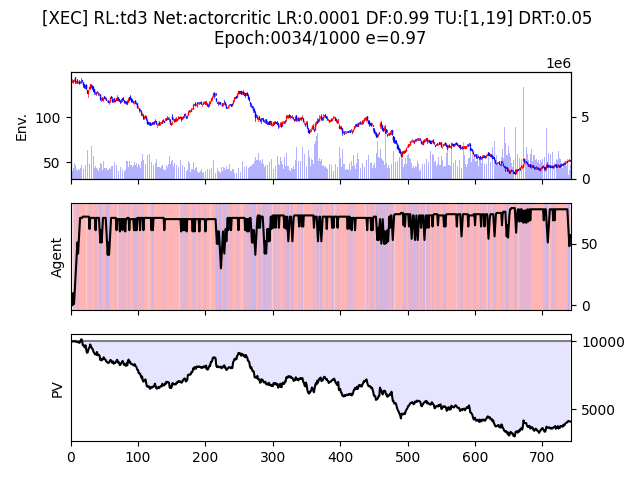 [XEC] RL:td3 Net:actorcritic LR:0.0001 DF:0.99 TU:[1,19] DRT:0.05
Epoch:0034/1000 e=0.97
1e6
Env.
100
50
5
0
Agent
50
0
PV
10000
5000
0 100 200 300 400 500 600 700